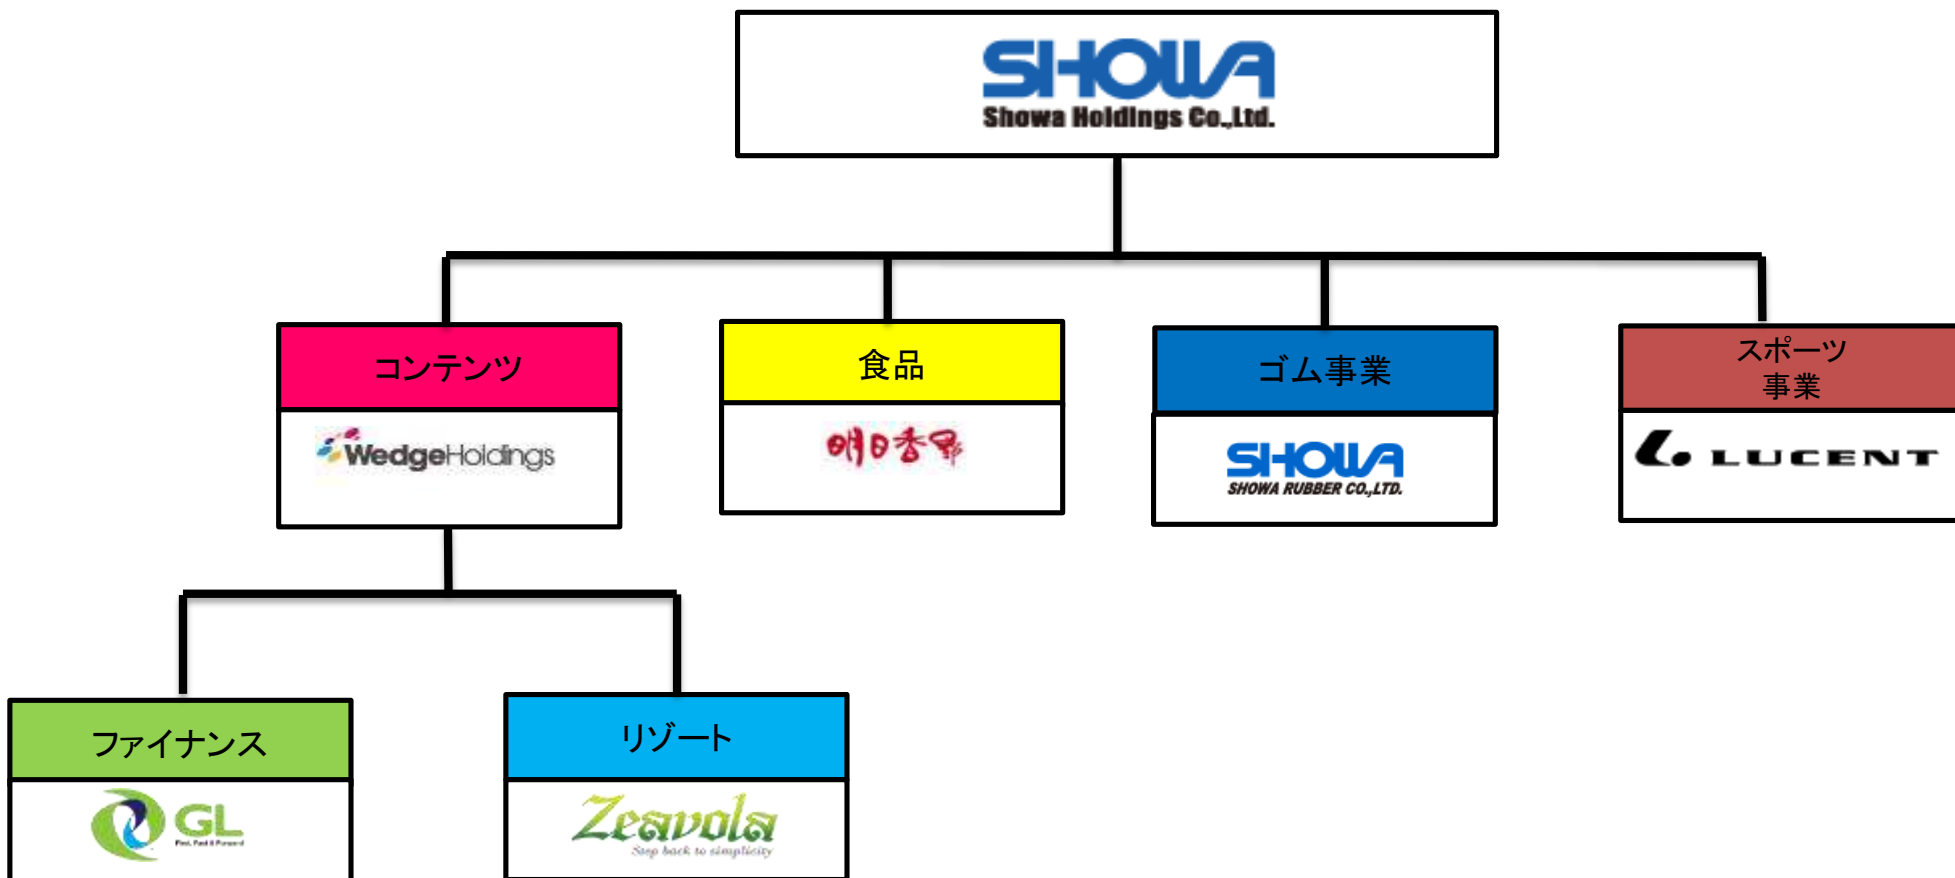 SHOWA
Showa Holdings Co.,Ltd.
コンテンツ
WedgeHoldings
食品
明日香
ゴム事業
SHOWA
SHOWA RUBBER CO.,LTD.
スポーツ
事業
LUCENT
ファイナンス
GL
リゾート
Zeavola
Step back to simplicity